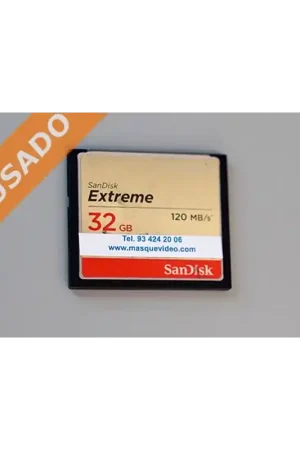 USADO
SanDisk
Extreme
32 GB
120 MB/s
Tel. 93 424 20 06
www.masquevideo.com
SanDisk